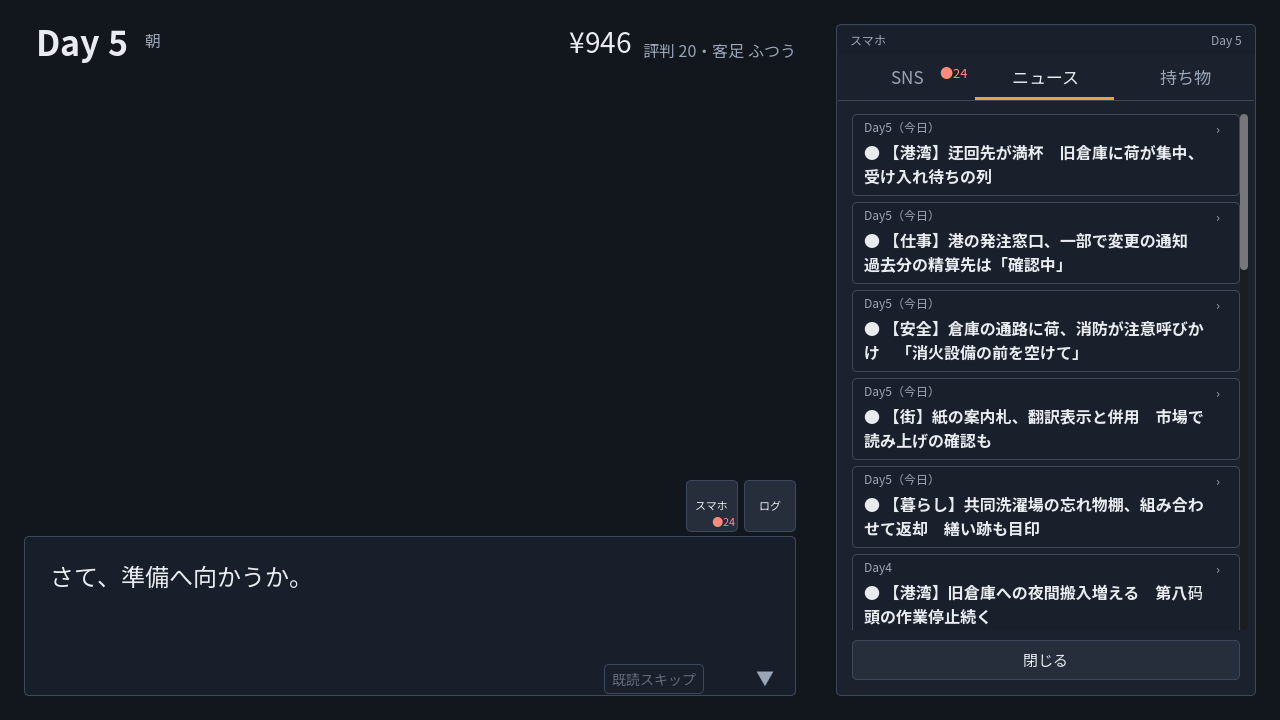 Day 5 朝
¥946 評判 20・客足 ふつう
スマホ
●24
ログ
さて、準備へ向かうか。
既読スキップ
▼
スマホ Day 5
SNS ●24 ニュース 持ち物
Day5（今日） ›
● 【港湾】迂回先が満杯　旧倉庫に荷が集中、
受け入れ待ちの列
Day5（今日） ›
● 【仕事】港の発注窓口、一部で変更の通知
過去分の精算先は「確認中」
Day5（今日） ›
● 【安全】倉庫の通路に荷、消防が注意呼びか
け　「消火設備の前を空けて」
Day5（今日） ›
● 【街】紙の案内札、翻訳表示と併用　市場で
読み上げの確認も
Day5（今日） ›
● 【暮らし】共同洗濯場の忘れ物棚、組み合わ
せて返却　繕い跡も目印
Day4 ›
● 【港湾】旧倉庫への夜間搬入増える　第八码
頭の作業停止続く
閉じる